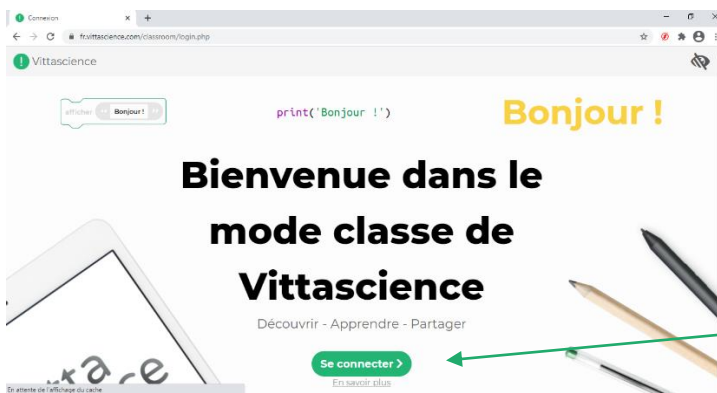 Connexion
fr.vittascience.com/classroom/login.php
Vittascience
afficher " Bonjour ! "
print('Bonjour !')
Bonjour !
Bienvenue dans le
mode classe de
Vittascience
Découvrir - Apprendre - Partager
Se connecter >
En savoir plus
En attente de l'affichage du cache